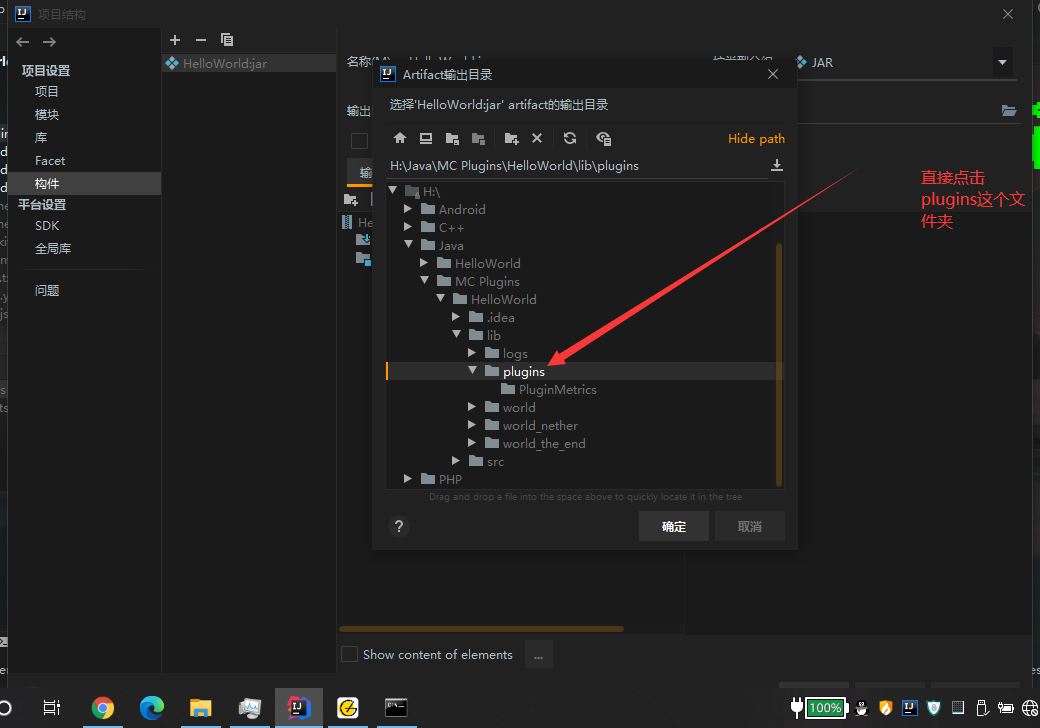 项目结构
项目设置
项目
模块
库
Facet
构件
平台设置
SDK
全局库
问题
HelloWorld:jar
名称(M)
JAR
输出
Artifact输出目录
选择'HelloWorld:jar' artifact的输出目录
Hide path
H:\Java\MC Plugins\HelloWorld\lib\plugins
H:\
Android
C++
Java
HelloWorld
MC Plugins
HelloWorld
.idea
lib
logs
plugins
PluginMetrics
world
world_nether
world_the_end
src
PHP
Drag and drop a file into the space above to quickly locate it in the tree
?
确定
取消
输
He
直接点击
plugins这个文
件夹
Show content of elements
...
100%